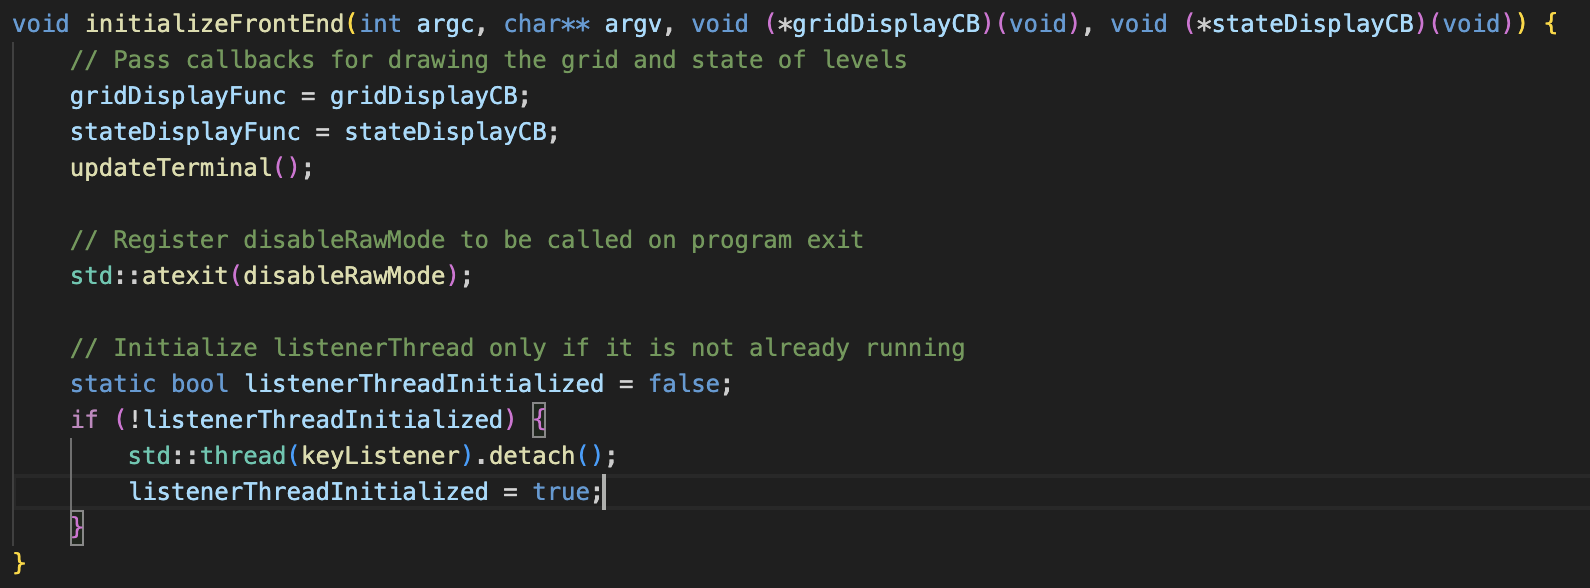 void initializeFrontEnd(int argc, char** argv, void (*gridDisplayCB)(void), void (*stateDisplayCB)(void)) {
    // Pass callbacks for drawing the grid and state of levels
    gridDisplayFunc = gridDisplayCB;
    stateDisplayFunc = stateDisplayCB;
    updateTerminal();

    // Register disableRawMode to be called on program exit
    std::atexit(disableRawMode);

    // Initialize listenerThread only if it is not already running
    static bool listenerThreadInitialized = false;
    if (!listenerThreadInitialized) {
        std::thread(keyListener).detach();
        listenerThreadInitialized = true;
    }
}